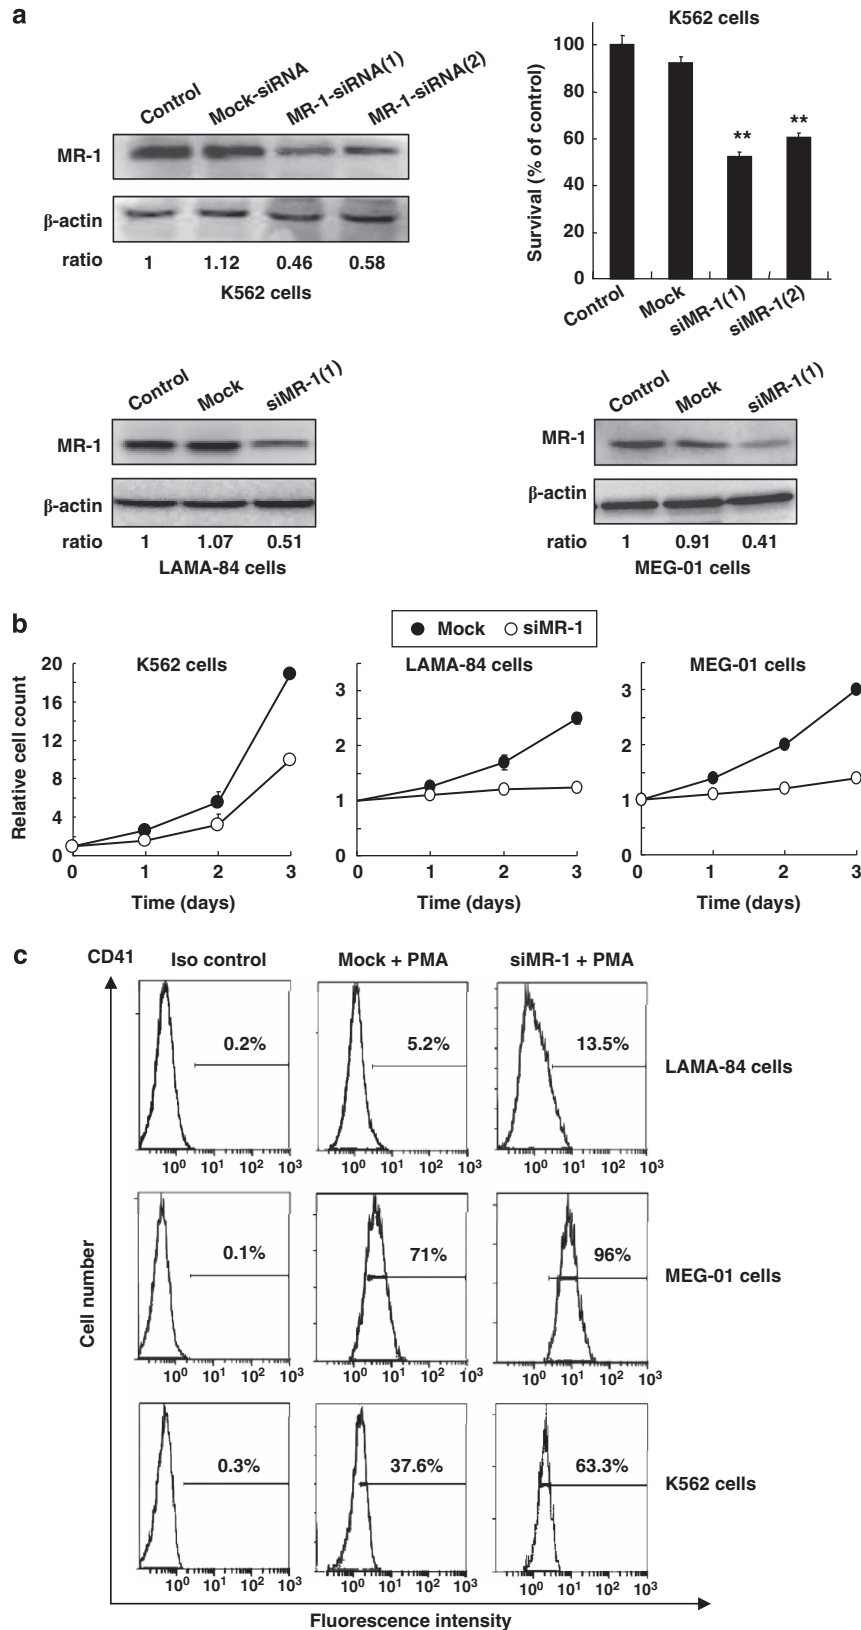 a
Control
Mock-siRNA
MR-1-siRNA(1)
MR-1-siRNA(2)
MR-1
β-actin
ratio 1 1.12 0.46 0.58
K562 cells
K562 cells
Survival (% of control)
100
80
60
40
20
0
** **
Control
Mock
siMR-1(1)
siMR-1(2)
Control
Mock
siMR-1(1)
MR-1
β-actin
ratio 1 1.07 0.51
LAMA-84 cells
Control
Mock
siMR-1(1)
MR-1
β-actin
ratio 1 0.91 0.41
MEG-01 cells
b
Mock siMR-1
K562 cells
Relative cell count
20
16
12
8
4
0
0 1 2 3
Time (days)
LAMA-84 cells
3
2
1
0
0 1 2 3
Time (days)
MEG-01 cells
3
2
1
0
0 1 2 3
Time (days)
c
CD41
Iso control Mock + PMA siMR-1 + PMA
0.2% 5.2% 13.5%
LAMA-84 cells
10⁰ 10¹ 10² 10³ 10⁰ 10¹ 10² 10³ 10⁰ 10¹ 10² 10³
0.1% 71% 96%
MEG-01 cells
10⁰ 10¹ 10² 10³ 10⁰ 10¹ 10² 10³ 10⁰ 10¹ 10² 10³
0.3% 37.6% 63.3%
K562 cells
10⁰ 10¹ 10² 10³ 10⁰ 10¹ 10² 10³ 10⁰ 10¹ 10² 10³
Cell number
Fluorescence intensity